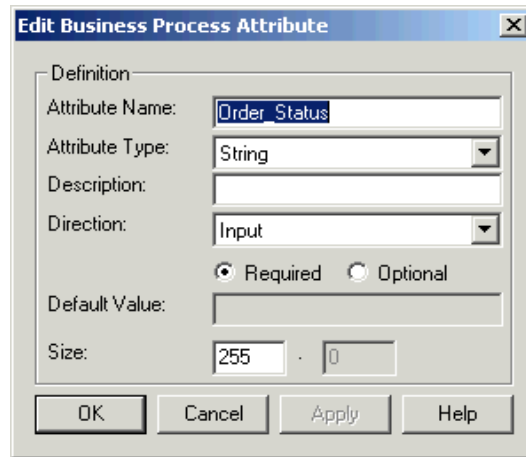 Edit Business Process Attribute
Definition
Attribute Name: Order_Status
Attribute Type: String
Description:
Direction: Input
Required Optional
Default Value:
Size: 255 . 0
OK Cancel Apply Help